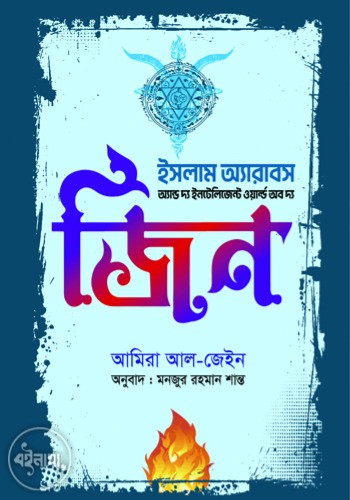 ইসলাম অ্যারাবস
অ্যান্ড দ্য ইনটেলিজেন্ট ওয়ার্ল্ড অব দ্য
জিন
আমিরা আল-জেইন
অনুবাদ : মনজুর রহমান শান্ত
বইনামা